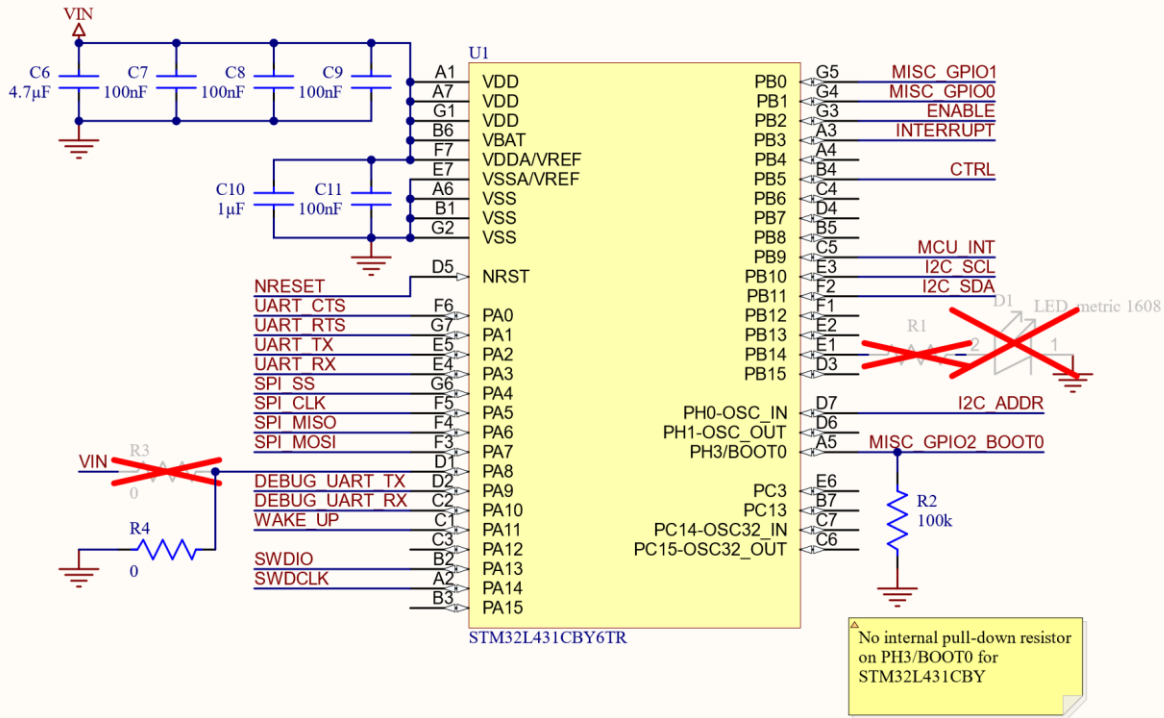 VIN
C6
4.7µF
C7
100nF
C8
100nF
C9
100nF
C10
1µF
C11
100nF
U1
A1 VDD
A7 VDD
G1 VDD
B6 VBAT
F7 VDDA/VREF
E7 VSSA/VREF
A6 VSS
B1 VSS
G2 VSS
D5 NRST
NRESET
UART_CTS F6 PA0
UART_RTS G7 PA1
UART_TX E5 PA2
UART_RX E4 PA3
SPI_SS G6 PA4
SPI_CLK F5 PA5
SPI_MISO F4 PA6
SPI_MOSI F3 PA7
VIN R3 D1 PA8
0
DEBUG_UART_TX D2 PA9
DEBUG_UART_RX C2 PA10
WAKE_UP C1 PA11
R4
0
C3 PA12
SWDIO B2 PA13
SWDCLK A2 PA14
B3 PA15
PB0 G5 MISC_GPIO1
PB1 G4 MISC_GPIO0
PB2 G3 ENABLE
PB3 A3 INTERRUPT
PB4 A4
PB5 B4 CTRL
PB6 C4
PB7 D4
PB8 B5
PB9 C5 MCU_INT
PB10 E3 I2C_SCL
PB11 F2 I2C_SDA
PB12 F1
PB13 E2
PB14 E1
PB15 D3
R1
D1
LED_metric 1608
2
1
PH0-OSC_IN D7 I2C_ADDR
PH1-OSC_OUT D6
PH3/BOOT0 A5 MISC_GPIO2_BOOT0
PC3 E6
PC13 B7
PC14-OSC32_IN C7
PC15-OSC32_OUT C6
R2
100k
STM32L431CBY6TR
No internal pull-down resistor
on PH3/BOOT0 for
STM32L431CBY